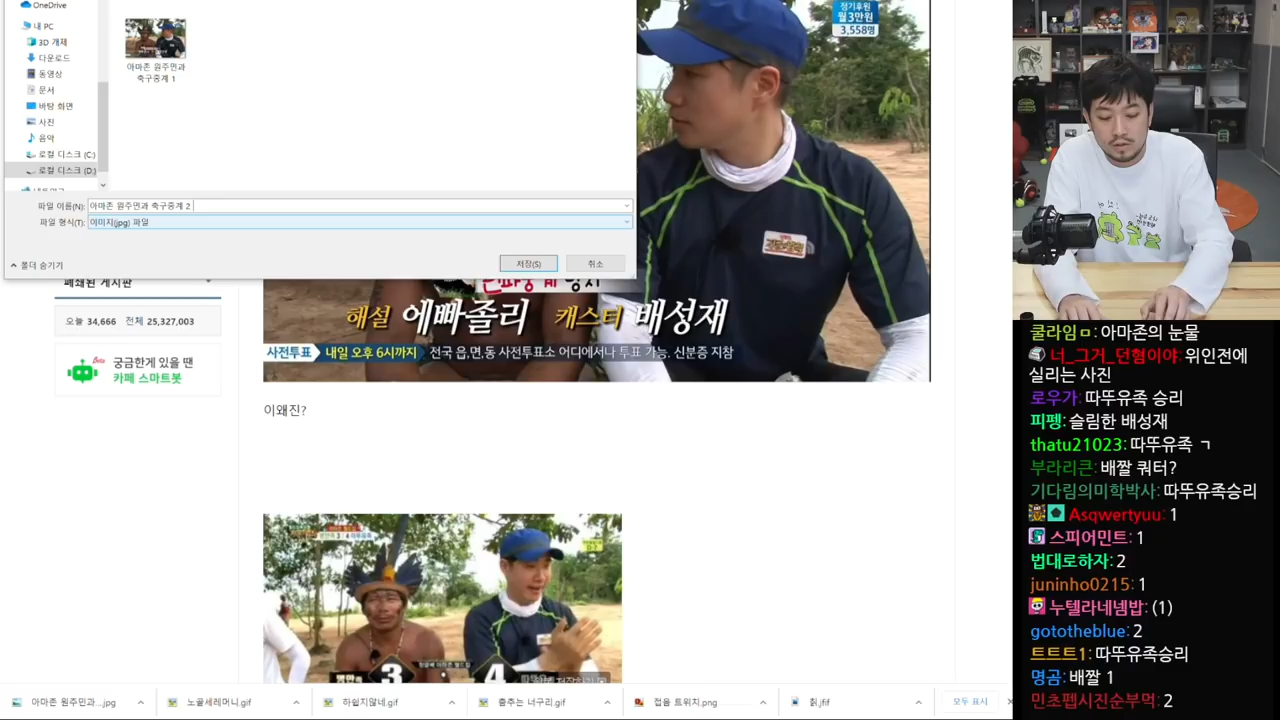 OneDrive
내 PC
3D 개체
다운로드
동영상
문서
바탕 화면
사진
음악
로컬 디스크 (C:)
로컬 디스크 (D:)
아마존 원주민과
축구중계 1
파일 이름(N): 아마존 원주민과 축구중계 2
파일 형식(T): 이미지(jpg) 파일
폴더 숨기기
저장(S)
취소
정기후원
월3만원
3,558명
폐쇄된 게시판
오늘 34,666 전체 25,327,003
Beta
궁금한게 있을 땐
카페 스마트봇
해설 에빠졸리 캐스터 배성재
사전투표 내일 오후 6시까지 전국 읍,면,동 사전투표소 어디에서나 투표 가능. 신분증 지참
이왜진?
3
4
아마존 원주민과....jpg
노골세레머니.gif
하찮지않네.gif
춤추는 너구리.gif
접음 트위치.png
칡.jfif
모두 표시
쿨라임ㅁ: 아마존의 눈물
너_그거_던형이야: 위인전에
실리는 사진
로우가: 따뚜유족 승리
피펭: 슬림한 배성재
thatu21023: 따뚜유족 ㄱ
부라리큰: 배짤 쿼터?
기다림의미학박사: 따뚜유족승리
Asqwertyuu: 1
스피어민트: 1
법대로하자: 2
juninho0215: 1
누텔라네넴밥: (1)
gototheblue: 2
트트트1: 따뚜유족승리
명곰: 배짤 1
민초펩시진순부먹: 2